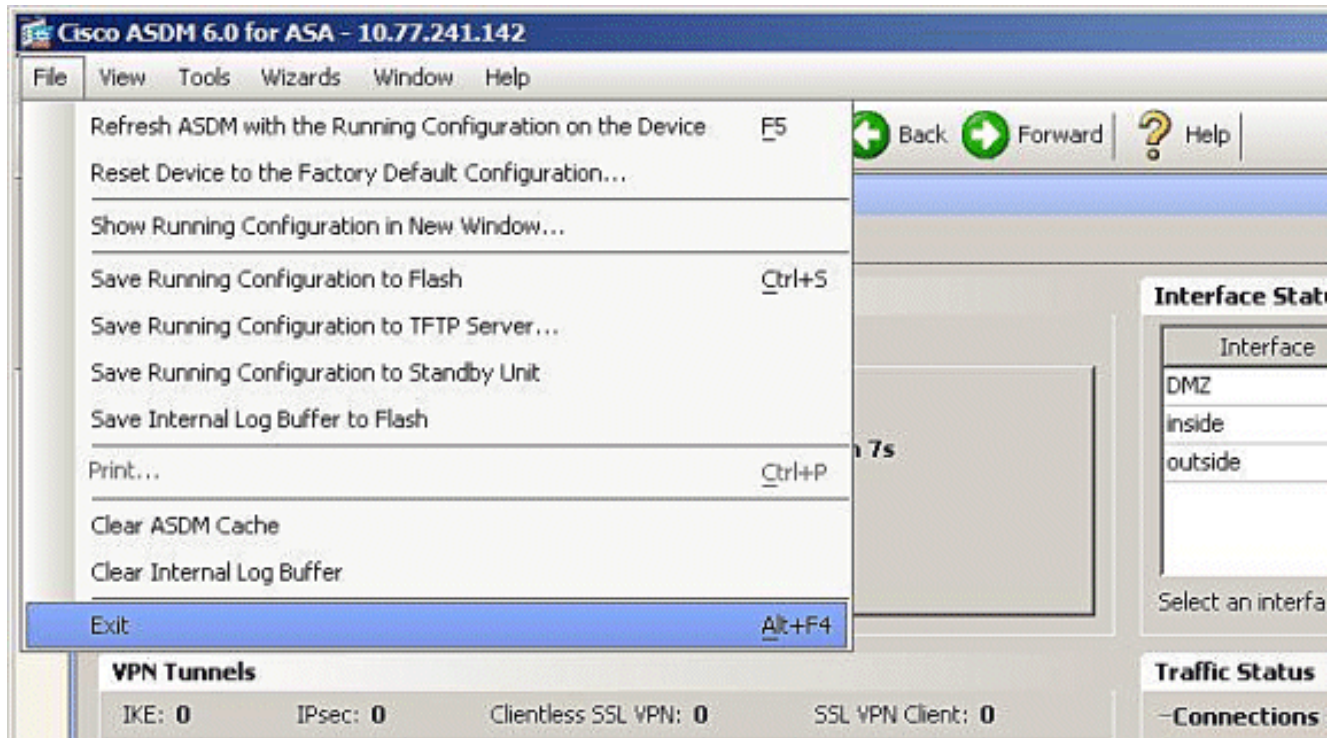 Cisco ASDM 6.0 for ASA - 10.77.241.142
File View Tools Wizards Window Help
Refresh ASDM with the Running Configuration on the Device F5
Back Forward Help
Reset Device to the Factory Default Configuration...
Show Running Configuration in New Window...
Save Running Configuration to Flash Ctrl+S
Save Running Configuration to TFTP Server...
Save Running Configuration to Standby Unit
Save Internal Log Buffer to Flash
Print... Ctrl+P
Clear ASDM Cache
Clear Internal Log Buffer
Exit Alt+F4
7s
Interface
Interface
DMZ
inside
outside
Select an
VPN Tunnels
IKE: 0 IPsec: 0 Clientless SSL VPN: 0 SSL VPN Client: 0
Traffic Status
Connections